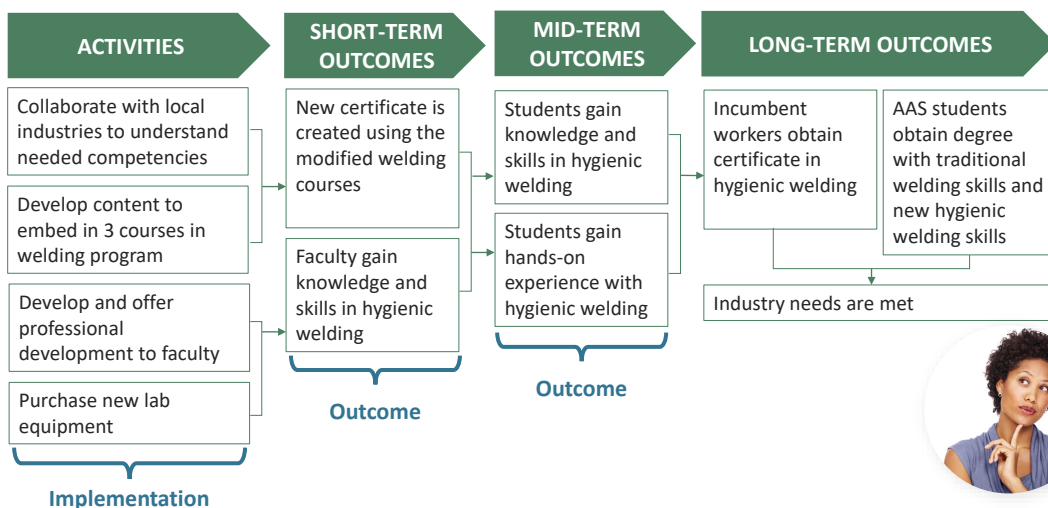 ACTIVITIES
SHORT-TERM
OUTCOMES
MID-TERM
OUTCOMES
LONG-TERM OUTCOMES
Collaborate with local
industries to understand
needed competencies
Develop content to
embed in 3 courses in
welding program
Develop and offer
professional
development to faculty
Purchase new lab
equipment
Implementation
New certificate is
created using the
modified welding
courses
Faculty gain
knowledge and
skills in hygienic
welding
Outcome
Students gain
knowledge and
skills in hygienic
welding
Students gain
hands-on
experience with
hygienic welding
Outcome
Incumbent
workers obtain
certificate in
hygienic welding
AAS students
obtain degree
with traditional
welding skills and
new hygienic
welding skills
Industry needs are met